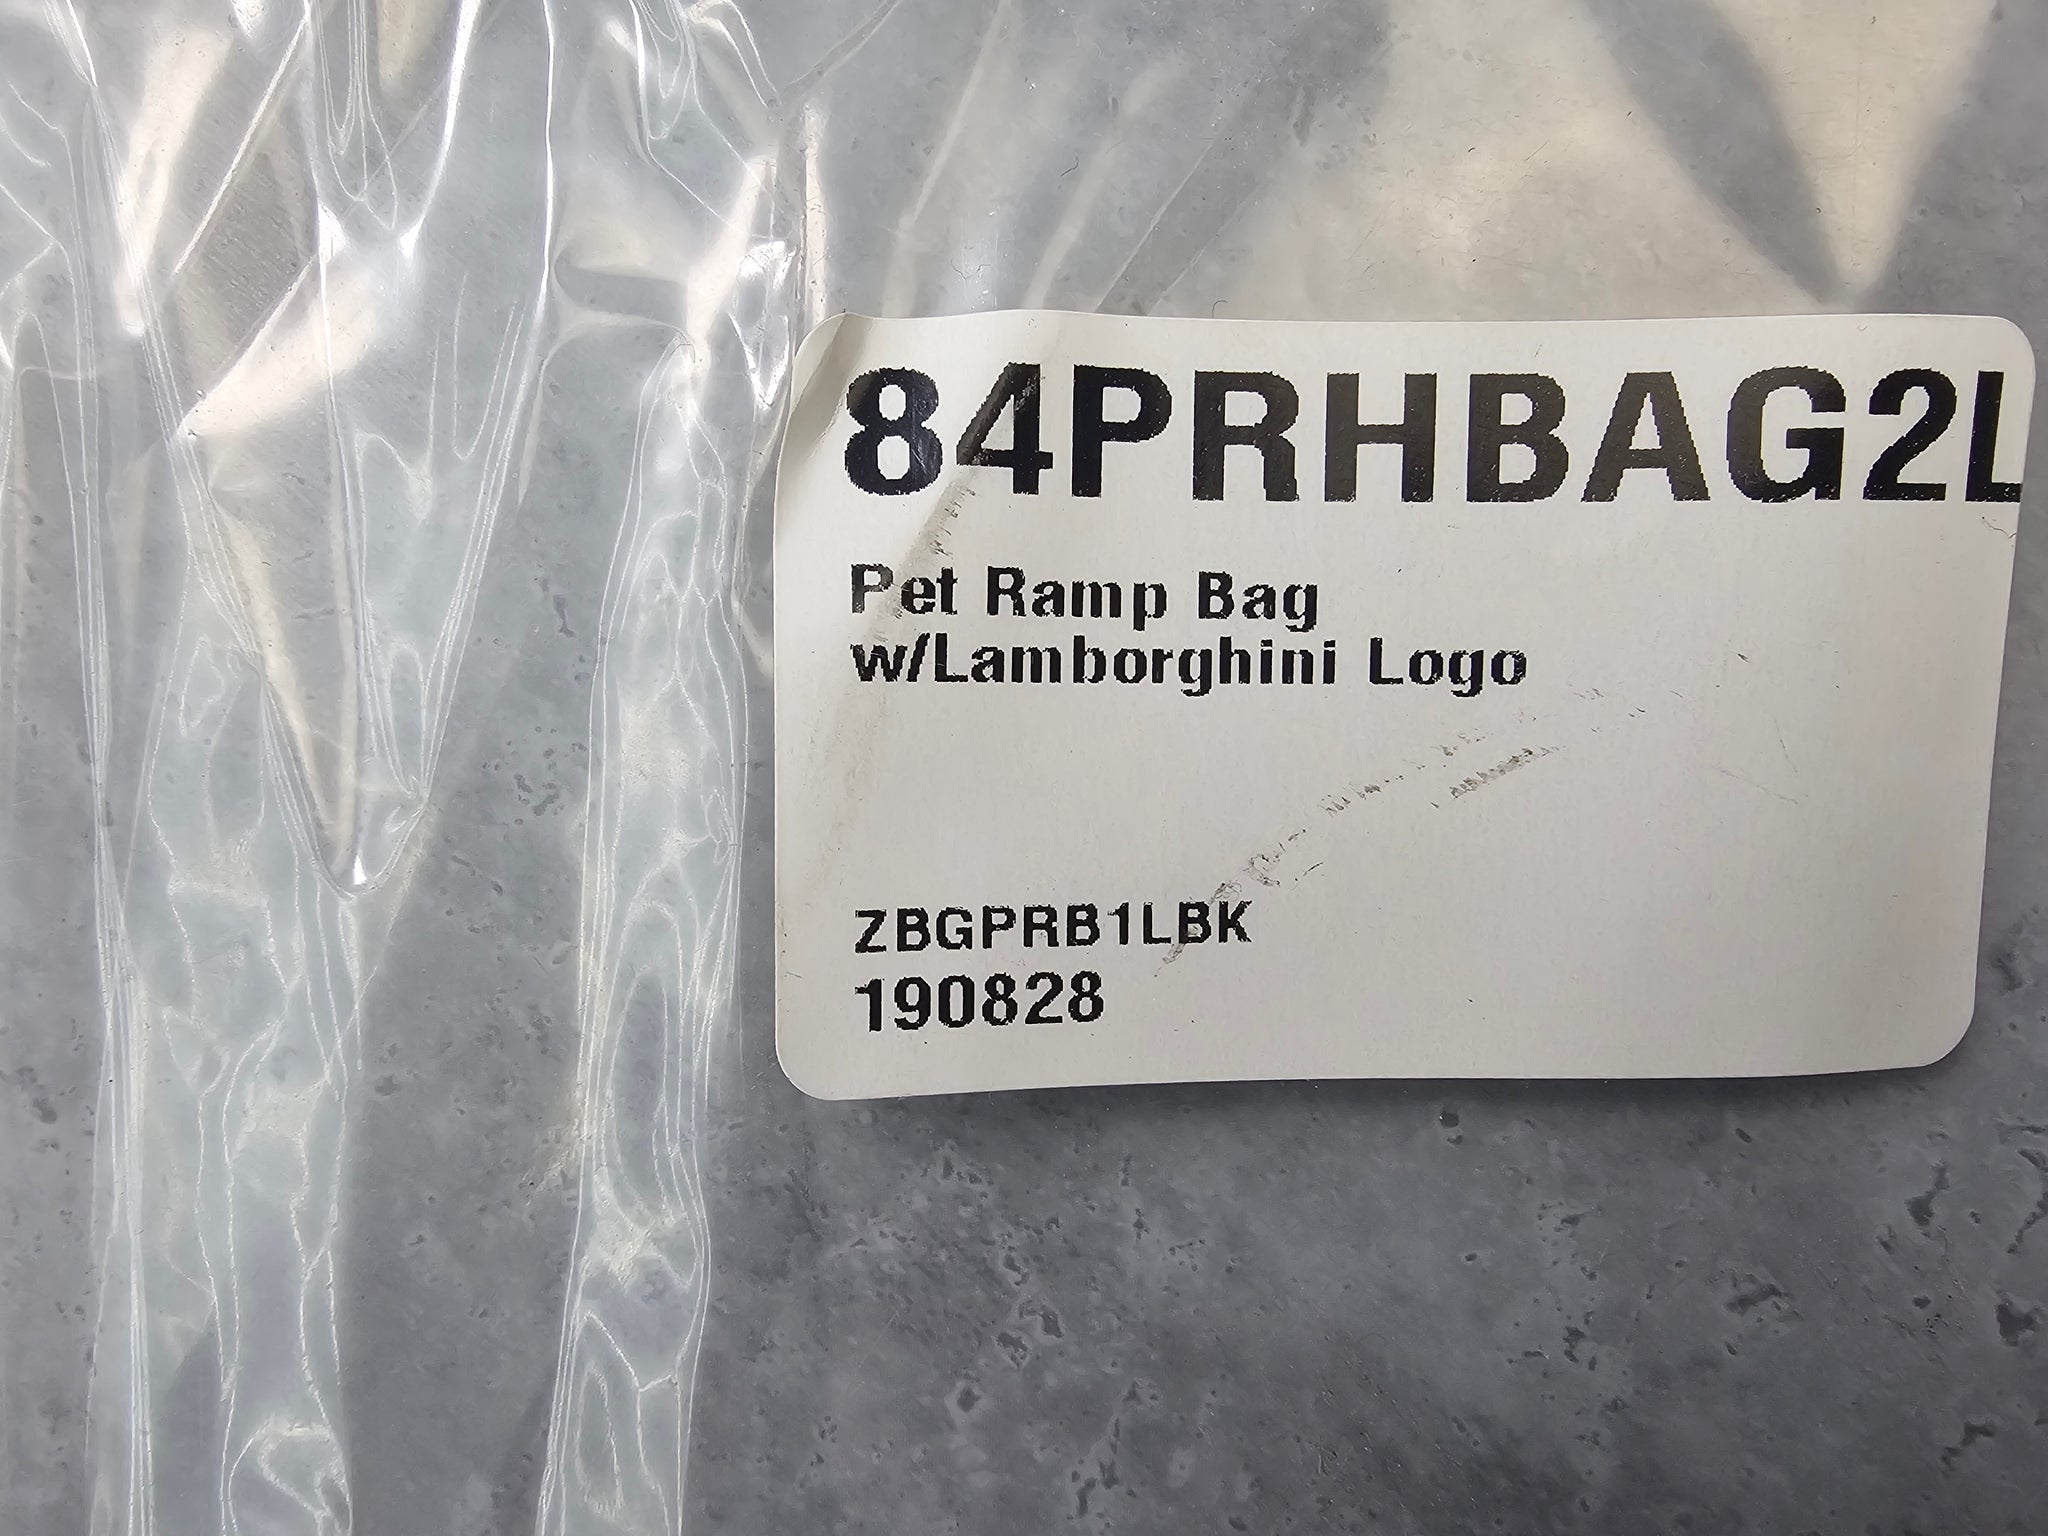 84PRHBAG2L
Pet Ramp Bag
w/Lamborghini Logo
ZBGPRB1LBK
190828